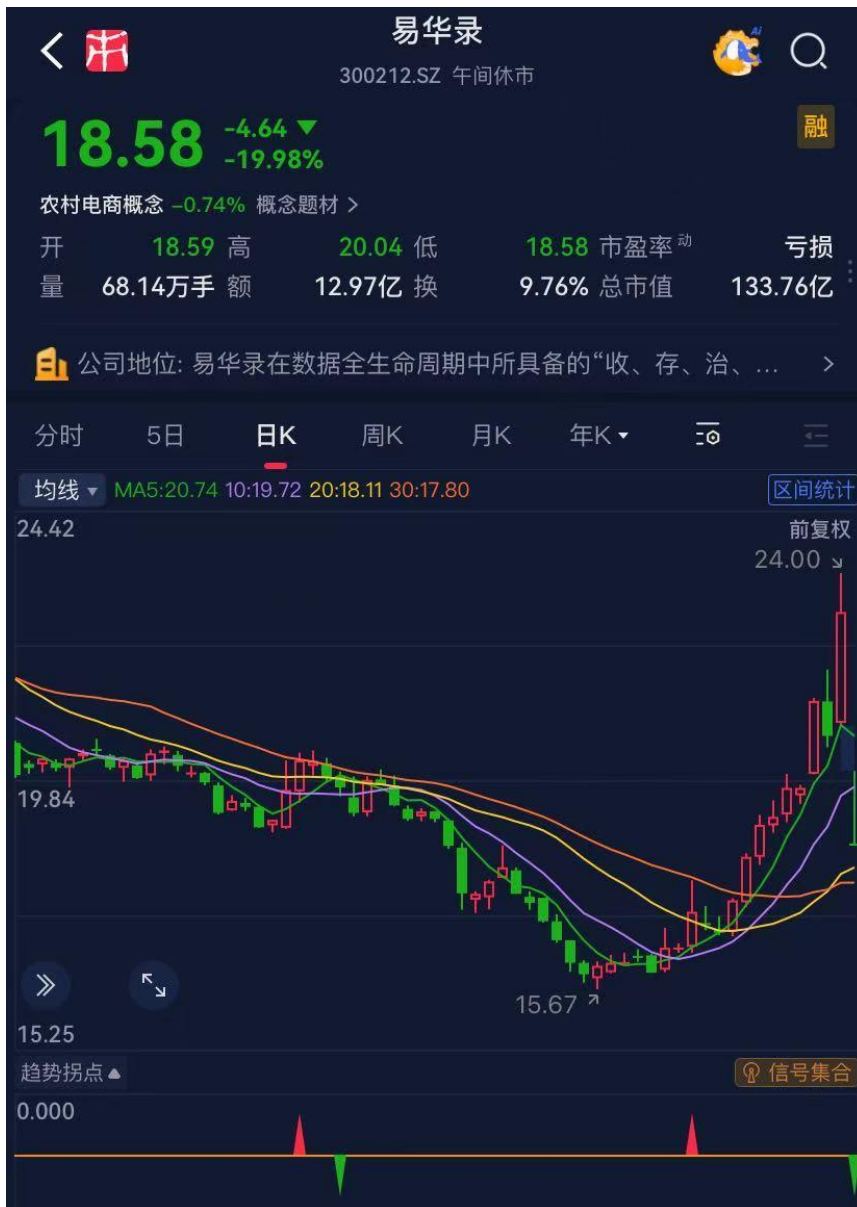 易华录
300212.SZ 午间休市
Ai
18.58 -4.64 ▼
-19.98%
融
农村电商概念 -0.74% 概念题材 >
开 18.59 高 20.04 低 18.58 市盈率动 亏损
量 68.14万手 额 12.97亿 换 9.76% 总市值 133.76亿
公司地位: 易华录在数据全生命周期中所具备的“收、存、治、... >
分时 5日 日K 周K 月K 年K
均线 MA5:20.74 10:19.72 20:18.11 30:17.80 区间统计
24.42 前复权
24.00
19.84
15.67
15.25
趋势拐点 信号集合
0.000